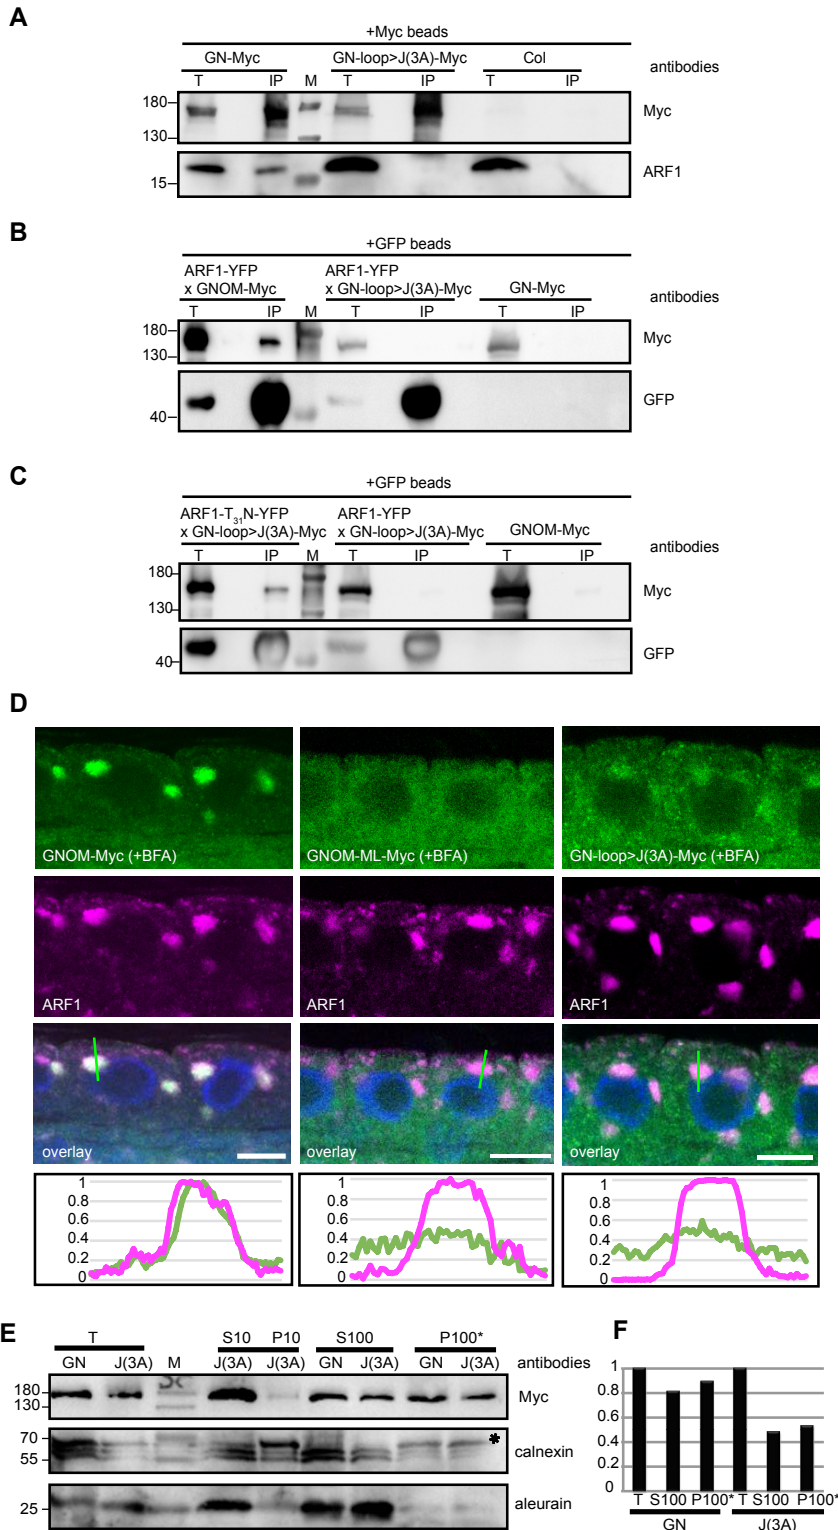 A
+Myc beads
GN-Myc GN-loop>J(3A)-Myc Col antibodies
T IP M T IP T IP
180 Myc
130
15 ARF1
B
+GFP beads
ARF1-YFP x GNOM-Myc ARF1-YFP x GN-loop>J(3A)-Myc GN-Myc antibodies
T IP M T IP T IP
180 Myc
130
40 GFP
C
+GFP beads
ARF1-T31N-YFP x GN-loop>J(3A)-Myc ARF1-YFP x GN-loop>J(3A)-Myc GNOM-Myc antibodies
T IP M T IP T IP
180 Myc
130
40 GFP
D
GNOM-Myc (+BFA) GNOM-ML-Myc (+BFA) GN-loop>J(3A)-Myc (+BFA)
ARF1 ARF1 ARF1
overlay overlay overlay
1 1 1
0.8 0.8 0.8
0.6 0.6 0.6
0.4 0.4 0.4
0.2 0.2 0.2
0 0 0
E
T S10 P10 S100 P100*
GN J(3A) M J(3A) J(3A) GN J(3A) GN J(3A) antibodies
180 Myc
130
70 * calnexin
55
25 aleurain
F
1
0.8
0.6
0.4
0.2
0
T S100 P100* T S100 P100*
GN J(3A)